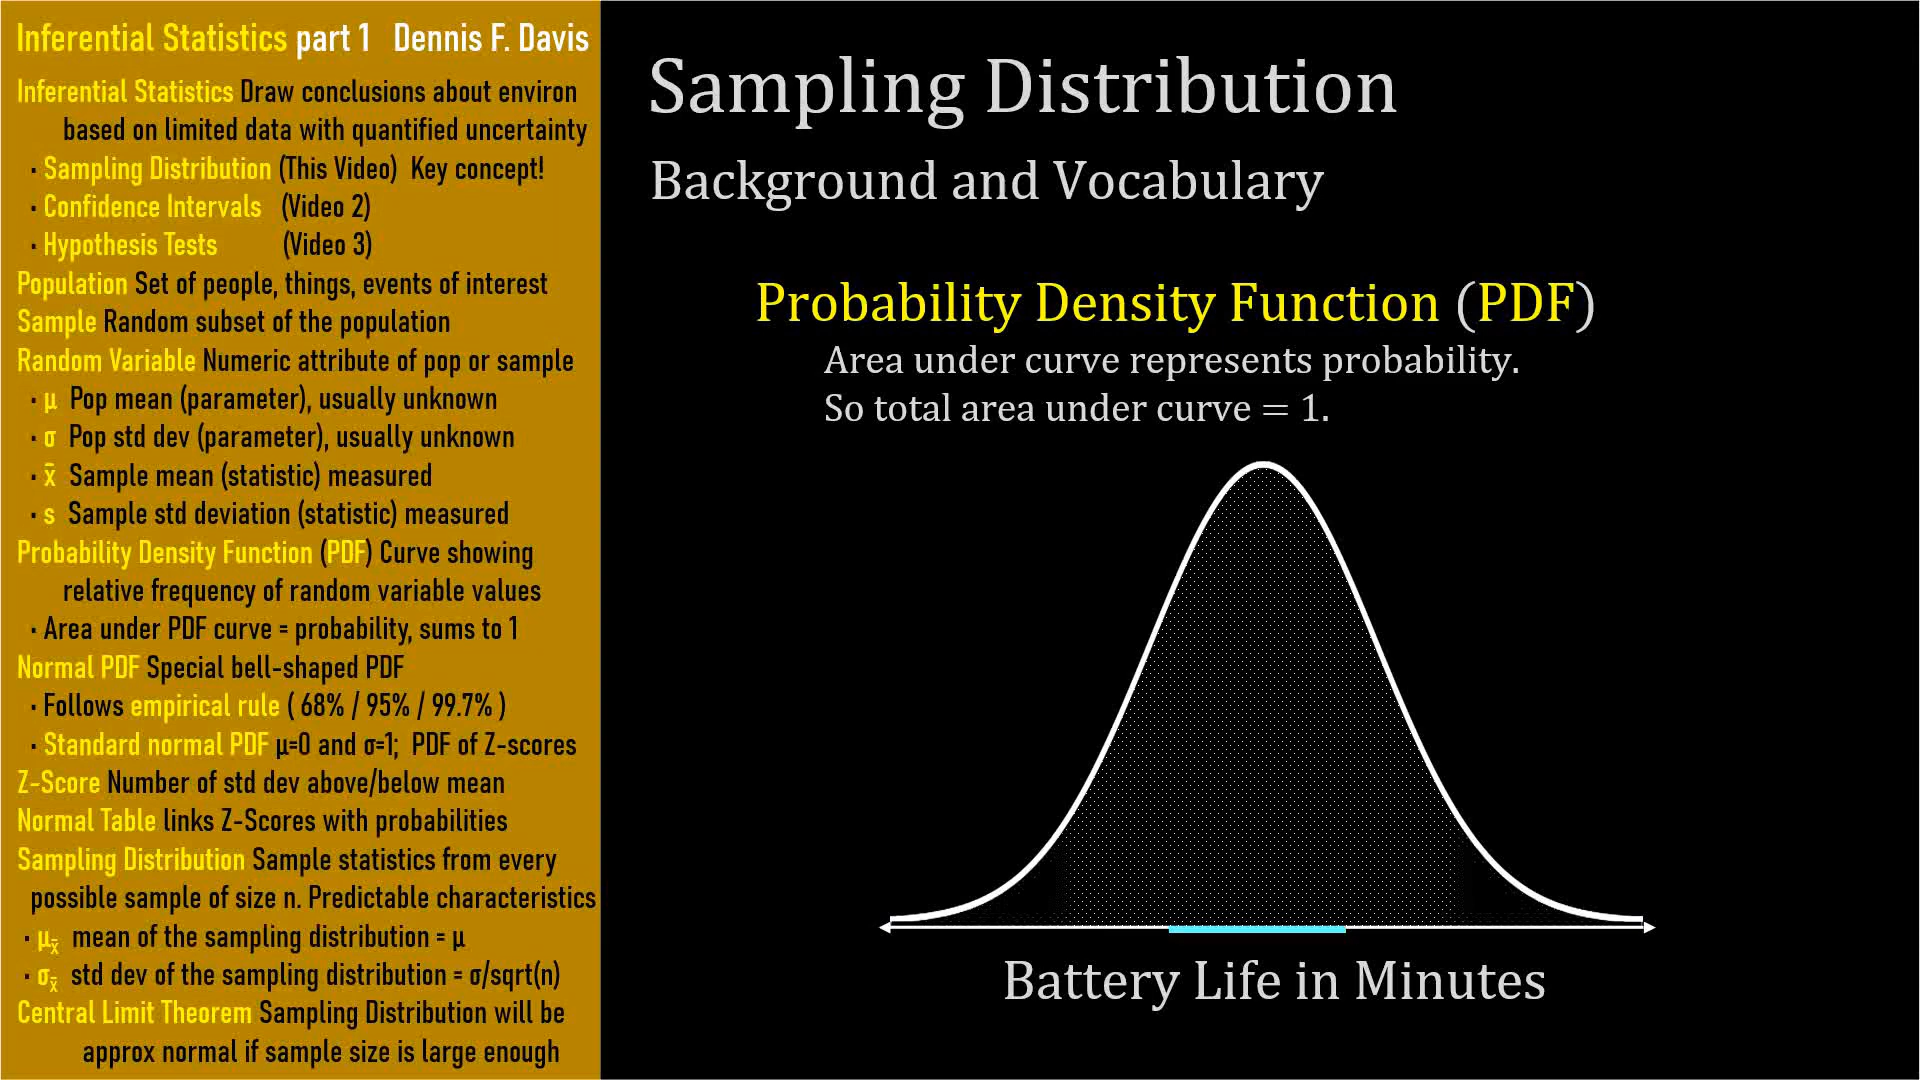 Inferential Statistics part 1 Dennis F. Davis
Inferential Statistics Draw conclusions about environ
based on limited data with quantified uncertainty
· Sampling Distribution (This Video) Key concept!
· Confidence Intervals (Video 2)
· Hypothesis Tests (Video 3)
Population Set of people, things, events of interest
Sample Random subset of the population
Random Variable Numeric attribute of pop or sample
· μ Pop mean (parameter), usually unknown
· σ Pop std dev (parameter), usually unknown
· x̄ Sample mean (statistic) measured
· s Sample std deviation (statistic) measured
Probability Density Function (PDF) Curve showing
relative frequency of random variable values
· Area under PDF curve = probability, sums to 1
Normal PDF Special bell-shaped PDF
· Follows empirical rule ( 68% / 95% / 99.7% )
· Standard normal PDF μ=0 and σ=1; PDF of Z-scores
Z-Score Number of std dev above/below mean
Normal Table links Z-Scores with probabilities
Sampling Distribution Sample statistics from every
possible sample of size n. Predictable characteristics
· μx̄ mean of the sampling distribution = μ
· σx̄ std dev of the sampling distribution = σ/sqrt(n)
Central Limit Theorem Sampling Distribution will be
approx normal if sample size is large enough
Sampling Distribution
Background and Vocabulary
Probability Density Function (PDF)
Area under curve represents probability.
So total area under curve = 1.
Battery Life in Minutes